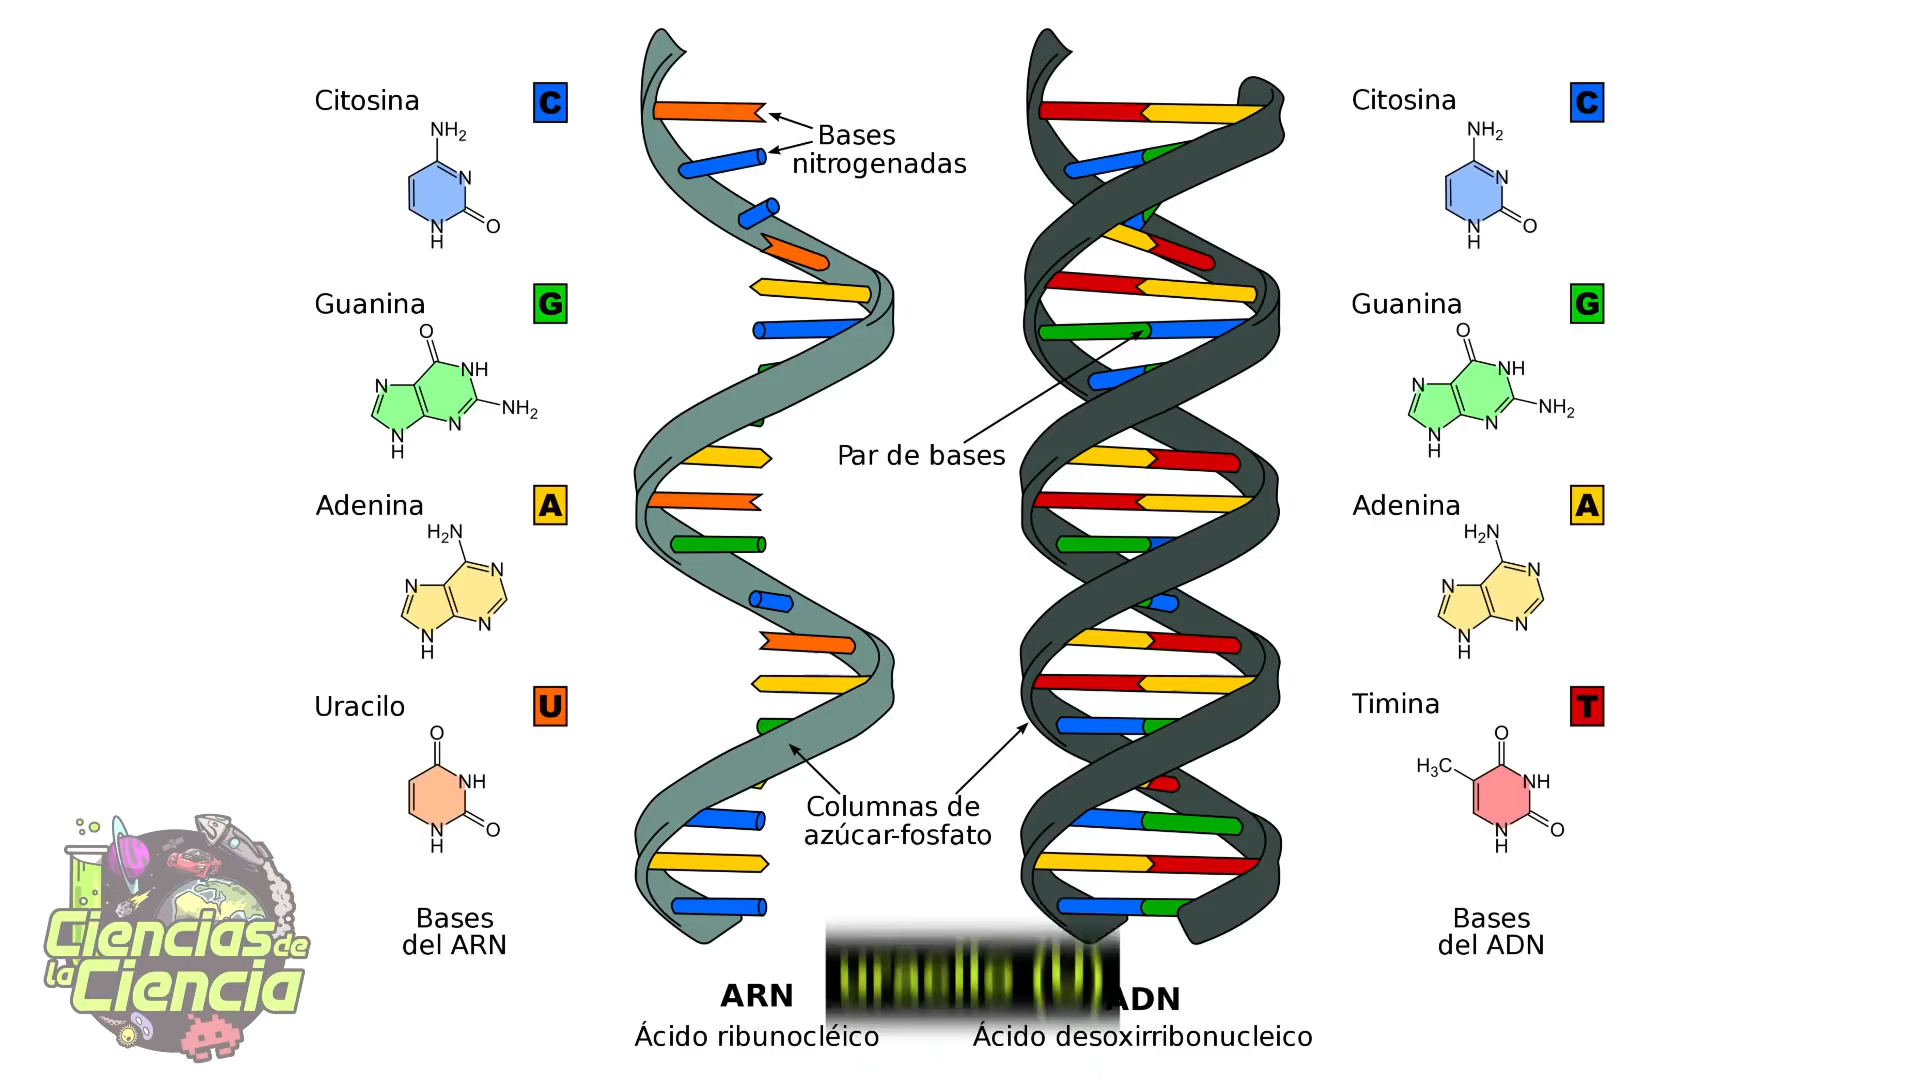 Citosina
C
NH2
N
N
H
O
Guanina
G
O
N
NH
N
H
N
NH2
Adenina
A
H2N
N
N
N
H
N
Uracilo
U
O
NH
N
H
O
Bases
del ARN
Bases
nitrogenadas
Par de bases
Columnas de
azúcar-fosfato
ARN
Ácido ribunocléico
ADN
Ácido desoxirribonucleico
Citosina
C
NH2
N
N
H
O
Guanina
G
O
N
NH
N
H
N
NH2
Adenina
A
H2N
N
N
N
H
N
Timina
T
O
H3C
NH
N
H
O
Bases
del ADN
Ciencias de
la Ciencia